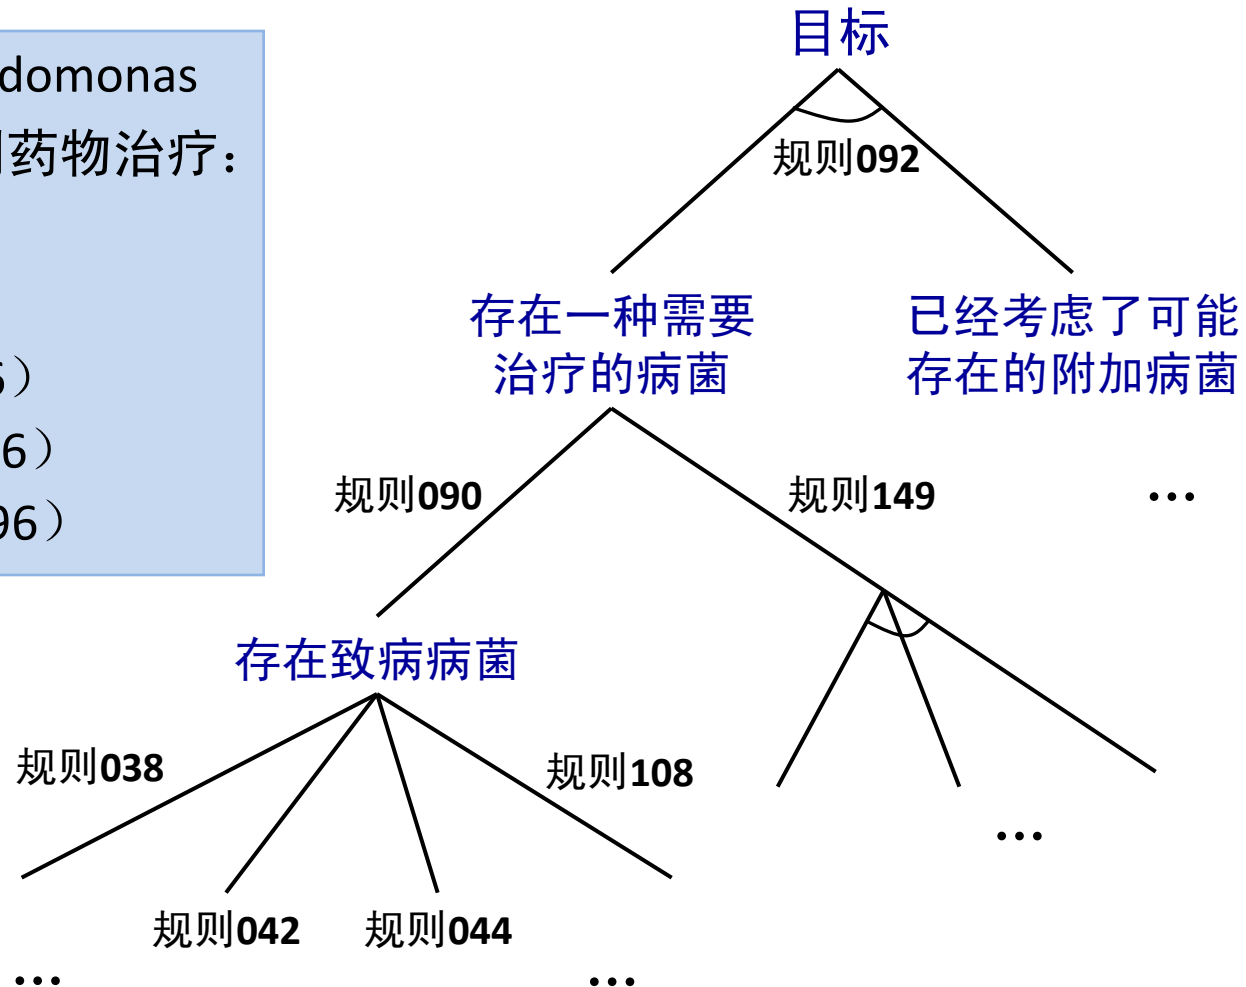 domonas
药物治疗：
）
6）
96）
目标
规则092
存在一种需要
治疗的病菌
已经考虑了可能
存在的附加病菌
规则090
规则149
...
存在致病病菌
规则038
规则108
...
规则042
规则044
...
...